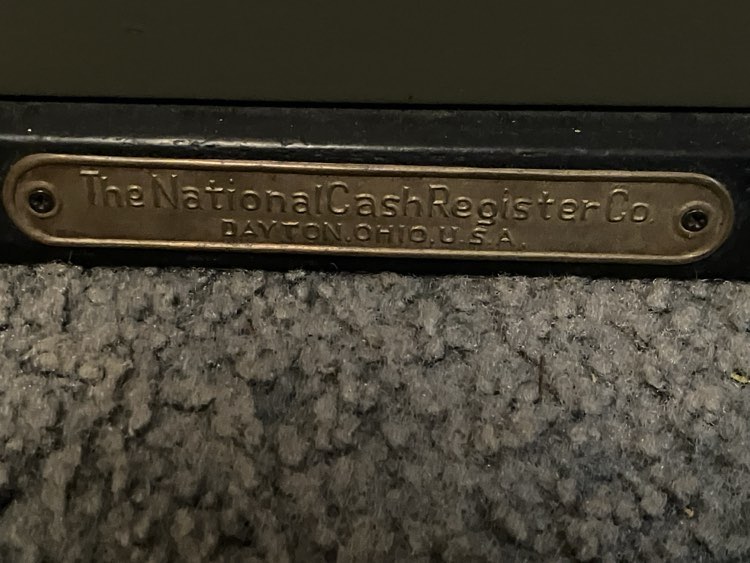 The National Cash Register Co.
DAYTON.OHIO.U.S.A.